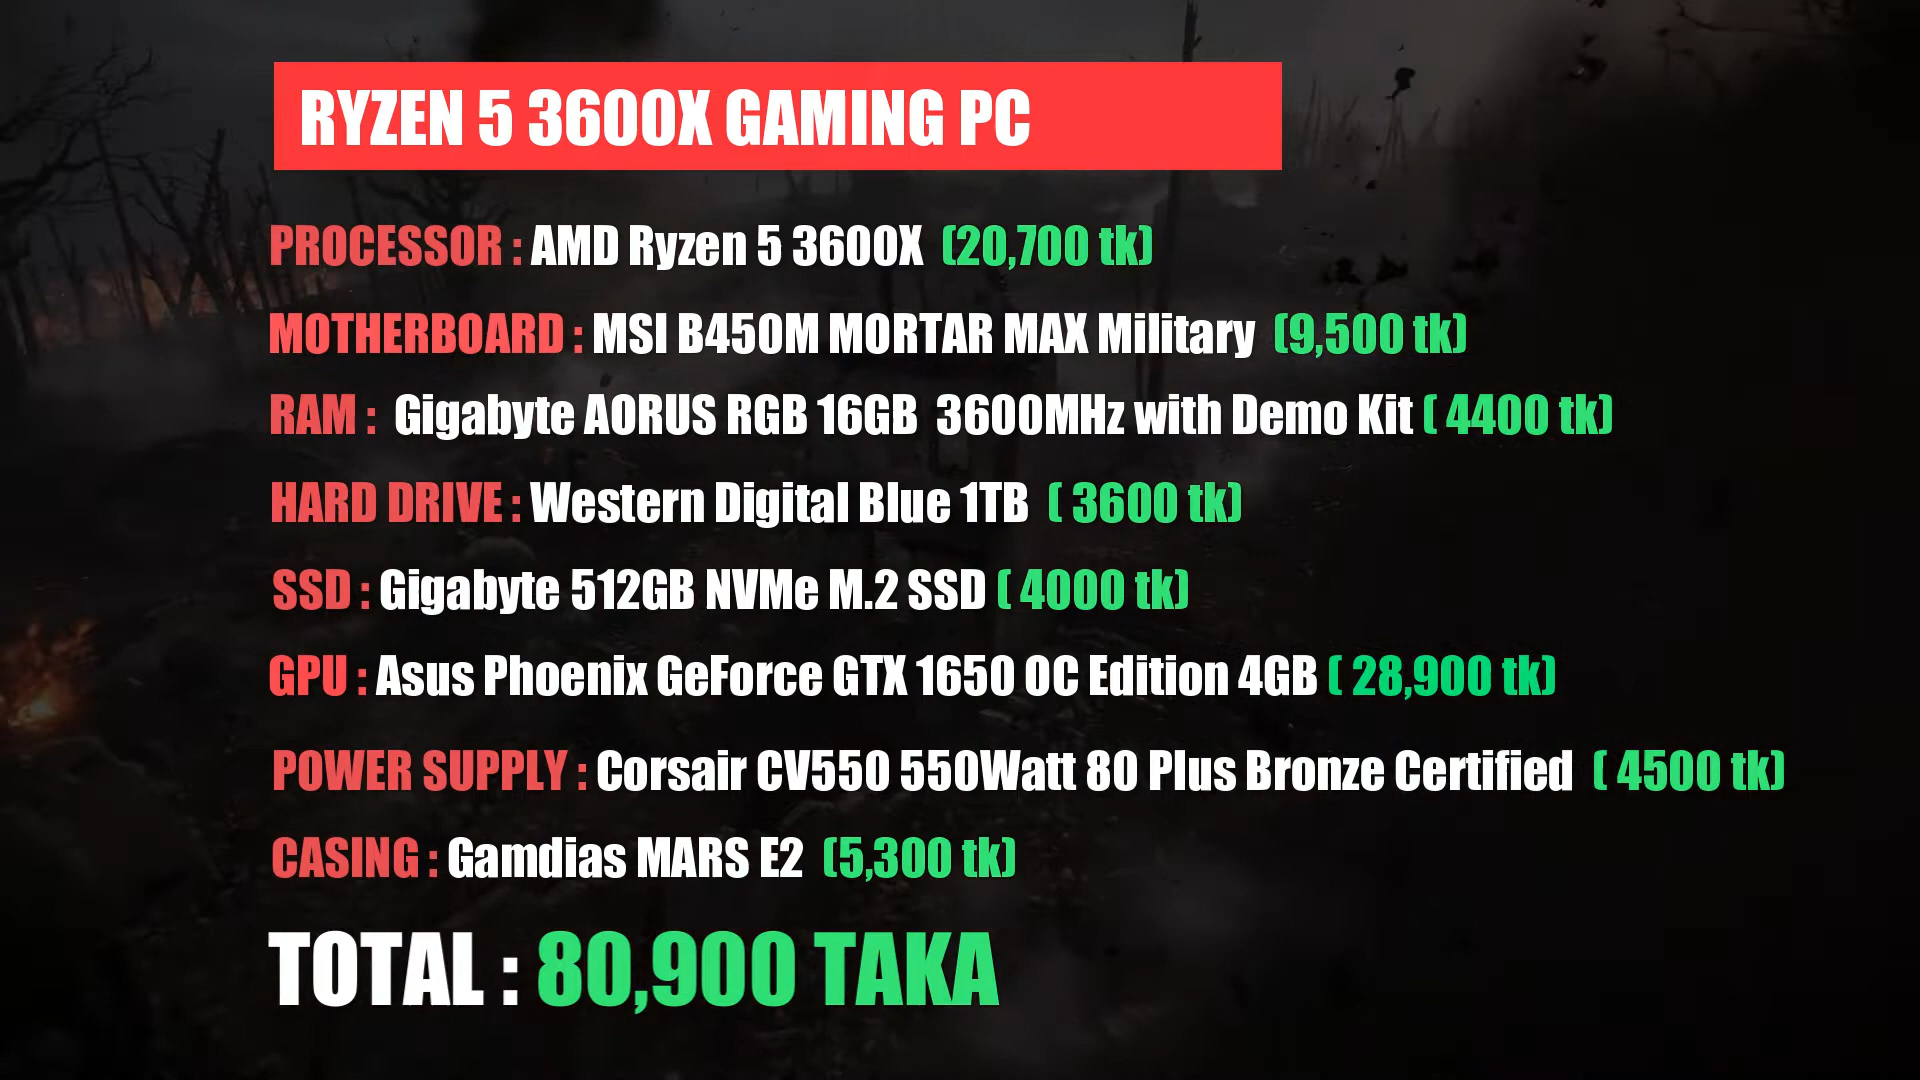 RYZEN 5 3600X GAMING PC
PROCESSOR : AMD Ryzen 5 3600X (20,700 tk)
MOTHERBOARD : MSI B450M MORTAR MAX Military (9,500 tk)
RAM : Gigabyte AORUS RGB 16GB 3600MHz with Demo Kit ( 4400 tk)
HARD DRIVE : Western Digital Blue 1TB ( 3600 tk)
SSD : Gigabyte 512GB NVMe M.2 SSD ( 4000 tk)
GPU : Asus Phoenix GeForce GTX 1650 OC Edition 4GB ( 28,900 tk)
POWER SUPPLY : Corsair CV550 550Watt 80 Plus Bronze Certified ( 4500 tk)
CASING : Gamdias MARS E2 (5,300 tk)
TOTAL : 80,900 TAKA